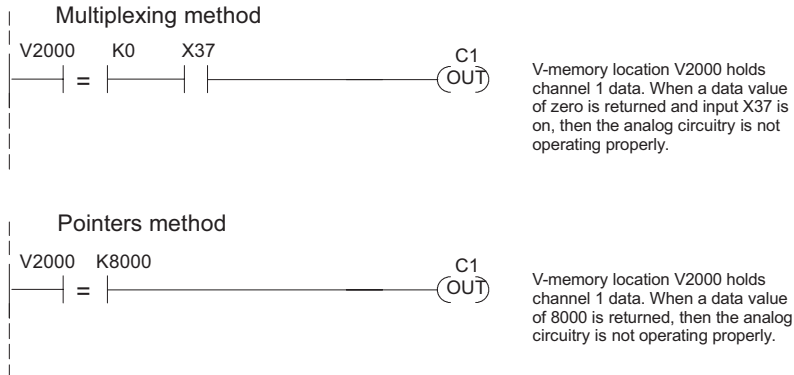 Multiplexing method
V2000 K0 X37
C1
=
OUT
V-memory location V2000 holds
channel 1 data. When a data value
of zero is returned and input X37 is
on, then the analog circuitry is not
operating properly.
Pointers method
V2000 K8000
C1
=
OUT
V-memory location V2000 holds
channel 1 data. When a data value
of 8000 is returned, then the analog
circuitry is not operating properly.